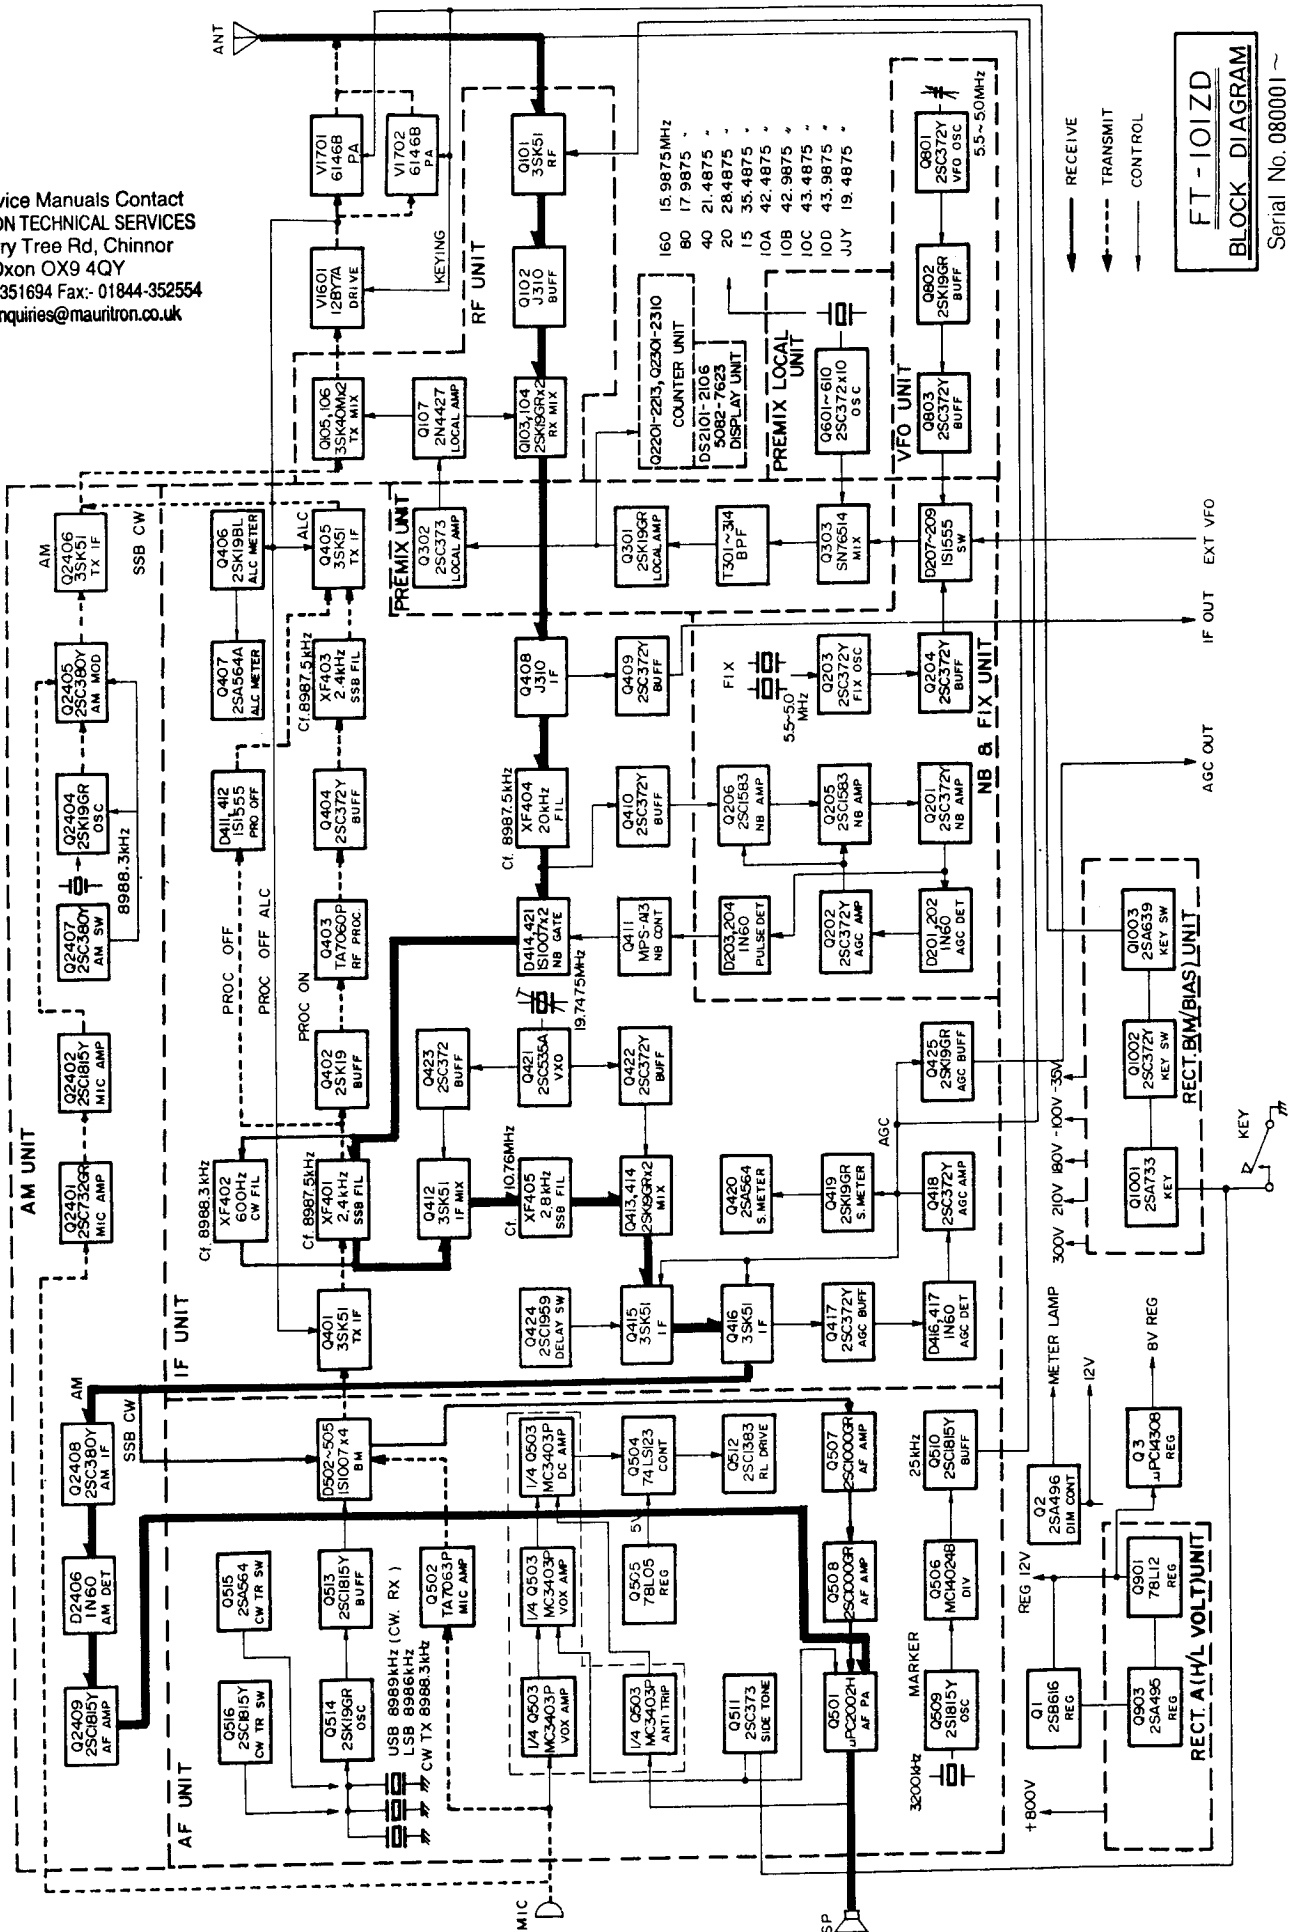 vice Manuals Contact
ON TECHNICAL SERVICES
ry Tree Rd, Chinnor
Oxon OX9 4QY
351694 Fax:- 01844-352554
nquiries@mauritron.co.uk
ANT
V1701
6146B
PA
V1702
6146B
PA
V1601
12BY7A
DRIVE
KEYING
RF UNIT
Q101
3SK51
RF
Q102
J310
BUFF
Q103,104
2SK19GRx2
RX MIX
Q105,106
3SK40Mx2
TX MIX
Q107
2N4427
LOCAL AMP
160 15.9875MHz
80 17.9875 "
40 21.4875 "
20 28.4875 "
15 35.4875 "
10A 42.4875 "
10B 42.9875 "
10C 43.4875 "
10D 43.9875 "
JJY 19.4875 "
Q2201-2213, Q2301-2310
COUNTER UNIT
DS2101-2106
5082-7623
DISPLAY UNIT
PREMIX LOCAL
UNIT
Q601~610
2SC372x10
OSC
VFO UNIT
Q801
2SC372Y
VFO OSC
5.5~5.0MHz
Q802
2SK19GR
BUFF
Q803
2SC372Y
BUFF
RECEIVE
TRANSMIT
CONTROL
FT-101ZD
BLOCK DIAGRAM
Serial No. 080001 ~
AM UNIT
AM
SSB CW
Q2406
3SK51
TX IF
Q2405
2SC380Y
AM MOD
Q2404
2SK19GR
OSC
8988.3kHz
Q2407
2SC380Y
AM SW
Q2402
2SC1815Y
MIC AMP
Q2401
2SC732GR
MIC AMP
AM
SSB CW
Q2408
2SC380Y
AM IF
D2406
1N60
AM DET
Q2409
2SC1815Y
AF AMP
IF UNIT
Q406
2SK19BL
ALC METER
Q407
2SA564A
ALC METER
ALC
Q405
3SK51
TX IF
Cf.8987.5kHz
XF403
2.4kHz
SSB FIL
D411,412
1S1555
PRO OFF
Q404
2SC372Y
BUFF
PROC OFF
PROC OFF ALC
PROC ON
Q403
TA7060P
RF PROC.
Q402
2SK19
BUFF
Cf.8988.3kHz
XF402
600Hz
CW FIL
Cf.8987.5kHz
XF401
2.4kHz
SSB FIL
Q401
3SK51
TX IF
PREMIX UNIT
Q302
2SC373
LOCAL AMP
Q301
2SK19GR
LOCAL AMP
T301~314
BPF
Q303
SN76514
MIX
D207~209
1S1555
SW
EXT VFO
IF OUT
AGC OUT
Q408
J310
IF
Q409
2SC372Y
BUFF
Cf. 8987.5kHz
XF404
20kHz
FIL
Q410
2SC372Y
BUFF
FIX
5.5~5.0
MHz
Q203
2SC372Y
FIX OSC
Q204
2SC372Y
BUFF
NB & FIX UNIT
Q206
2SC1583
NB AMP
Q205
2SC1583
NB AMP
Q201
2SC372Y
NB AMP
D414,421
1S1007x2
NB GATE
Q411
MPS-A13
NB CONT
D203,204
1N60
PULSE DET
Q202
2SC372Y
AGC AMP
D201,202
1N60
AGC DET
19.7475MHz
Q423
2SC372
BUFF
Q421
2SC535A
VXO
Q422
2SC372Y
BUFF
Q425
2SK19GR
AGC BUFF
AGC
Q412
3SK51
IF MIX
Cf. 10.76MHz
XF405
2.8kHz
SSB FIL
Q413,414
2SK19GRx2
MIX
Q420
2SA564
S.METER
Q419
2SK19GR
S.METER
Q418
2SC372Y
AGC AMP
Q424
2SC1959
DELAY SW
Q415
3SK51
IF
Q416
3SK51
IF
Q417
2SC372Y
AGC BUFF
D416,417
1N60
AGC DET
AF UNIT
D502~505
1S1007x4
BM
Q515
2SA564
CW TR SW
Q516
2SC1815Y
CW TR SW
Q513
2SC1815Y
BUFF
Q514
2SK19GR
OSC
USB 8989kHz (CW. RX)
LSB 8986kHz
CW TX 8988.3kHz
Q502
TA7063P
MIC AMP
1/4 Q503
MC3403P
DC AMP
1/4 Q503
MC3403P
VOX AMP
1/4 Q503
MC3403P
VOX AMP
1/4 Q503
MC3403P
ANTI TRIP
Q504
74LS123
CONT
5V
Q505
78L05
REG
Q512
2SC1383
RL DRIVE
Q511
2SC373
SIDE TONE
Q507
2SC1000GR
AF AMP
Q508
2SC1000GR
AF AMP
Q501
uPC2002H
AF PA
25kHz
Q510
2SC1815Y
BUFF
Q506
MC14024B
DIV
MARKER
Q509
2S1815Y
OSC
3200kHz
MIC
SP
RECT. B(M/BIAS) UNIT
Q1003
2SA639
KEY SW
Q1002
2SC372Y
KEY SW
Q1001
2SA733
KEY
300V 210V 180V -100V -35V
KEY
METER LAMP
12V
8V REG
Q2
2SA496
DIM CONT
Q3
uPC14308
REG
REG 12V
Q1
2SB616
REG
Q901
78L12
REG
Q903
2SA495
REG
+800V
RECT. A(H/L VOLT)UNIT